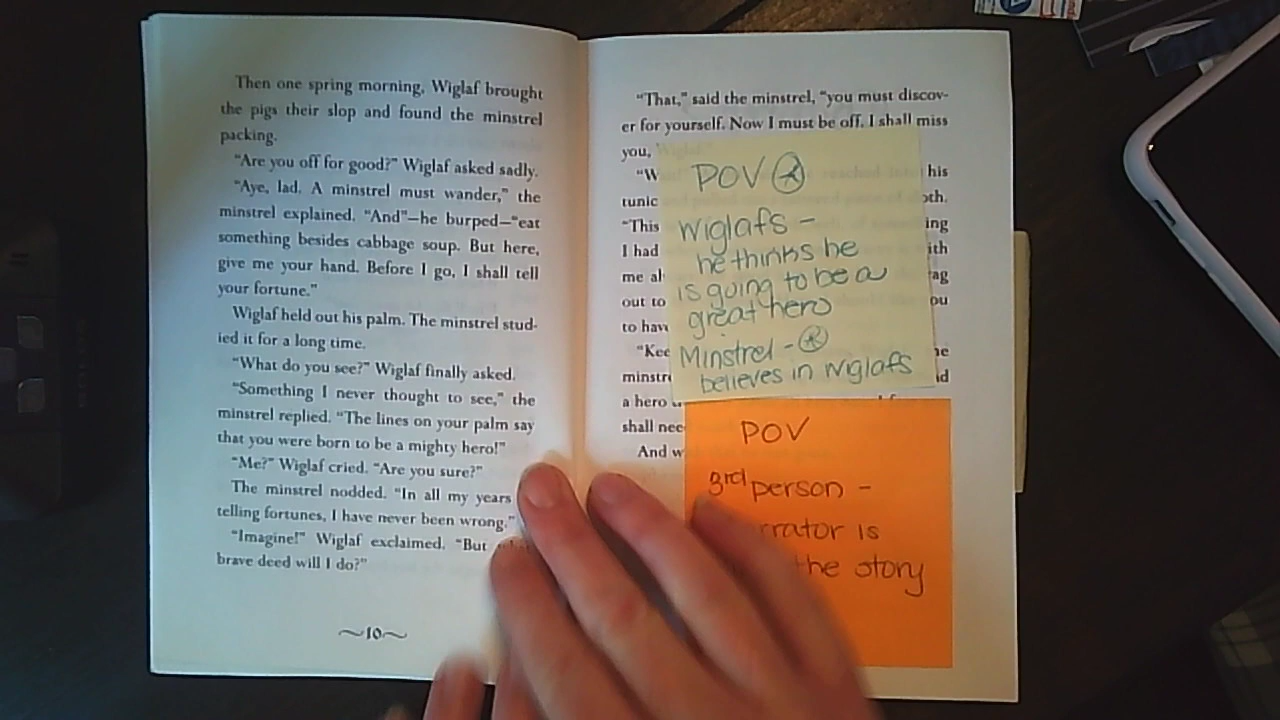 Then one spring morning, Wiglaf brought
the pigs their slop and found the minstrel
packing.
"Are you off for good?" Wiglaf asked sadly.
"Aye, lad. A minstrel must wander," the
minstrel explained. "And"—he burped—"eat
something besides cabbage soup. But here,
give me your hand. Before I go, I shall tell
your fortune."
Wiglaf held out his palm. The minstrel stud-
ied it for a long time.
"What do you see?" Wiglaf finally asked.
"Something I never thought to see," the
minstrel replied. "The lines on your palm say
that you were born to be a mighty hero!"
"Me?" Wiglaf cried. "Are you sure?"
The minstrel nodded. "In all my years
telling fortunes, I have never been wrong."
"Imagine!" Wiglaf exclaimed. "But what
brave deed will I do?"
~10~
"That," said the minstrel, "you must discov-
er for yourself. Now I must be off. I shall miss
you,
his
tunic
"This
I had
me
out to
to
minstre
a hero
shall
And
POV
Wiglafs -
he thinks he
is going to be a
great hero
Minstrel -
believes in Wiglafs
POV
3rd person -
is
the story